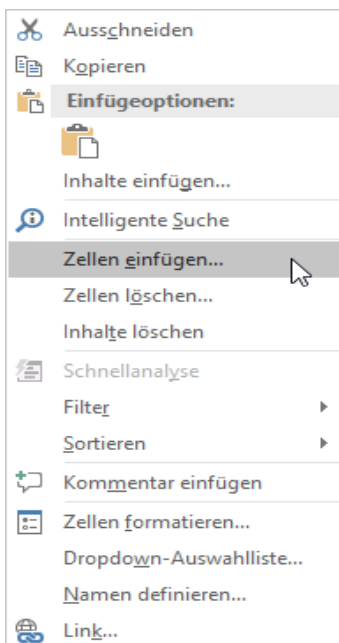 Ausschneiden
Kopieren
Einfügeoptionen:
Inhalte einfügen...
Intelligente Suche
Zellen einfügen...
Zellen löschen...
Inhalte löschen
Schnellanalyse
Filter
Sortieren
Kommentar einfügen
Zellen formatieren...
Dropdown-Auswahlliste...
Namen definieren...
Link...